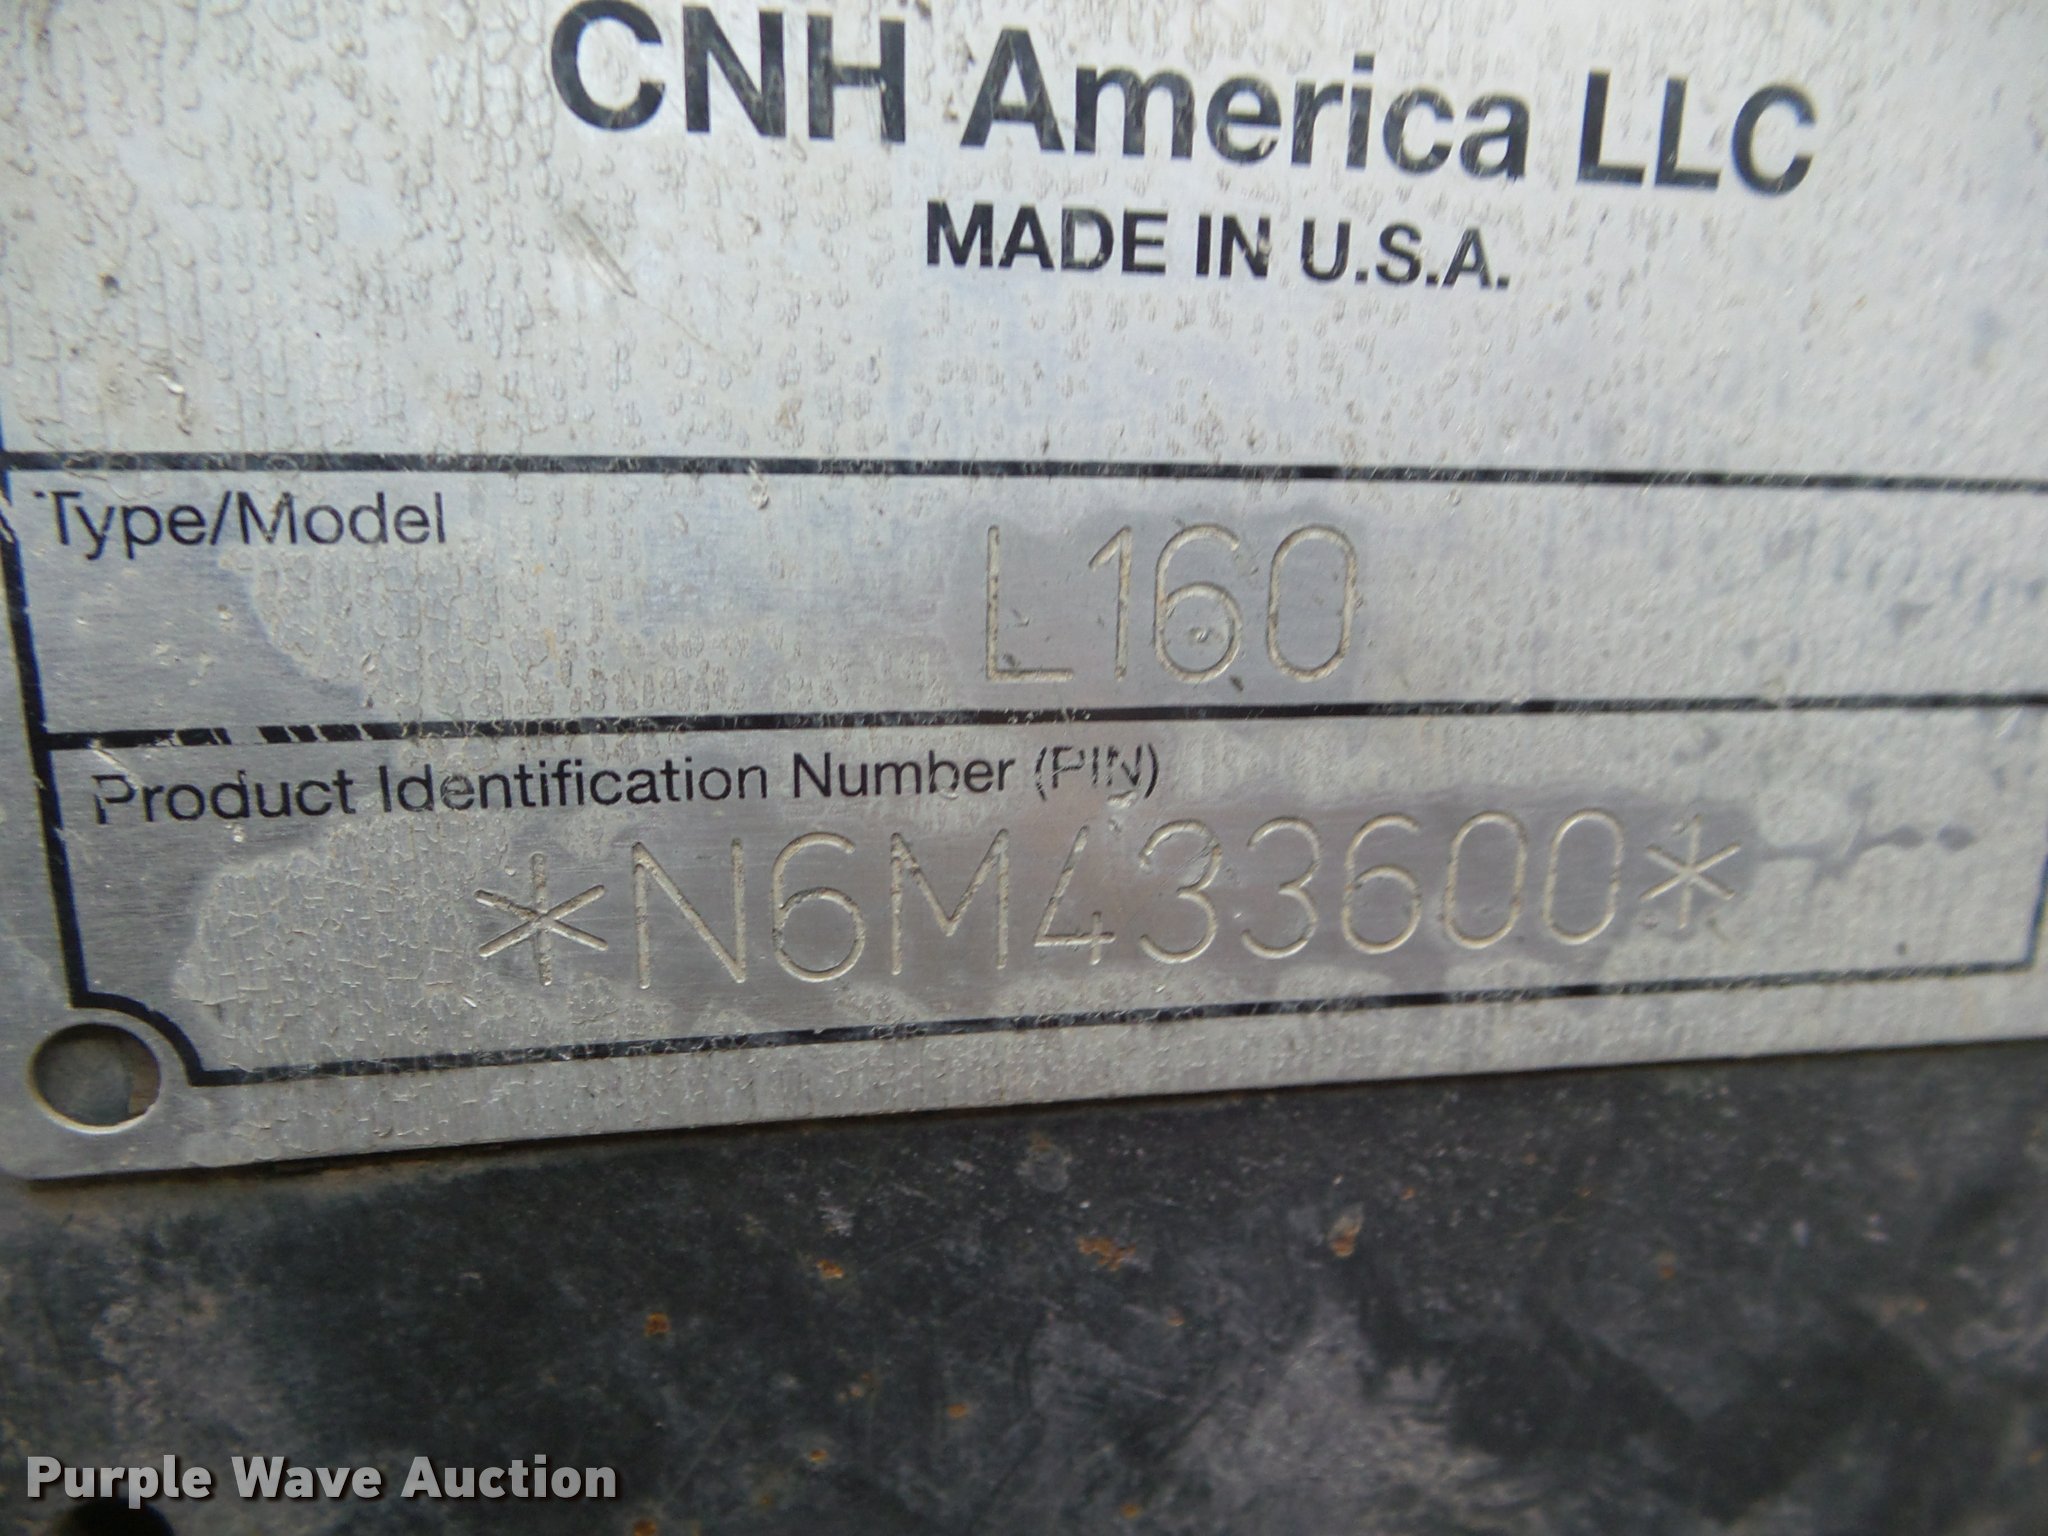 CNH America LLC
MADE IN U.S.A.
Type/Model
L160
Product Identification Number (PIN)
*N6M433600*
Purple Wave Auction